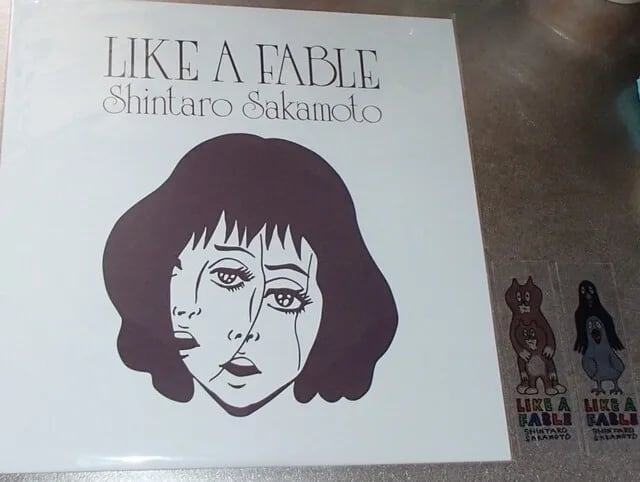 LIKE A FABLE
Shintaro Sakamoto
LIKE A
FABLE
SHINTARO
SAKAMOTO
LIKE A
FABLE
SHINTARO
SAKAMOTO